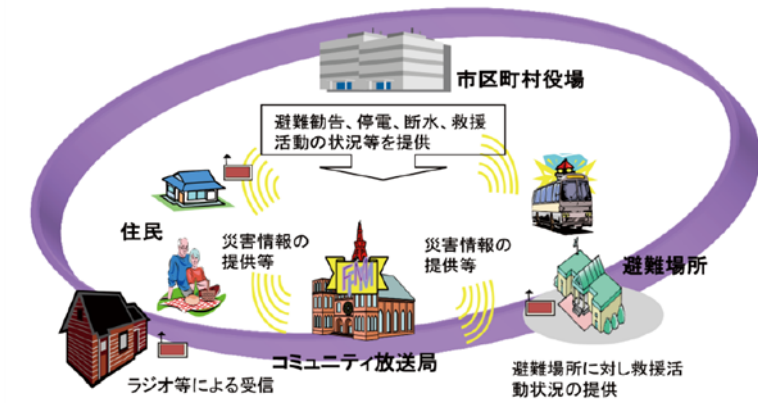 市区町村役場
避難勧告、停電、断水、救援
活動の状況等を提供
住民
災害情報の
提供等
災害情報の
提供等
避難場所
FM
コミュニティ放送局
ラジオ等による受信
避難場所に対し救援活
動状況の提供